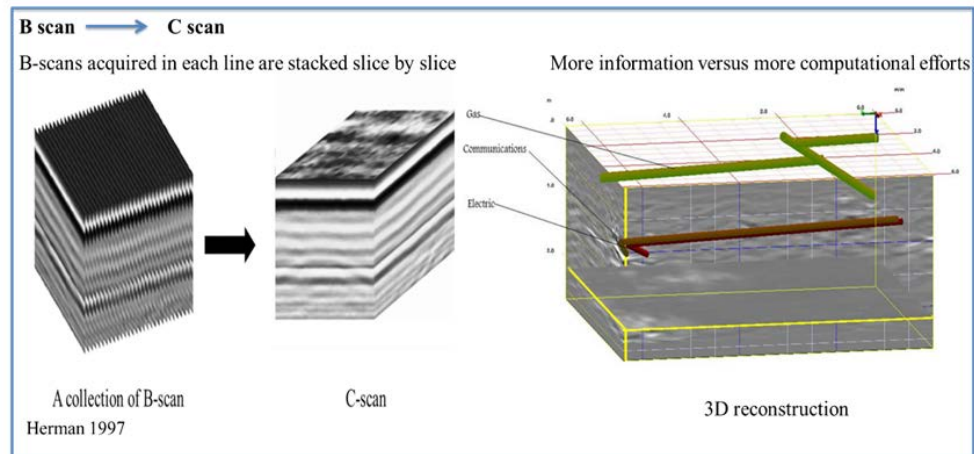 B scan C scan
B-scans acquired in each line are stacked slice by slice
More information versus more computational efforts
Gas
Communications
Electric
A collection of B-scan
C-scan
3D reconstruction
Herman 1997